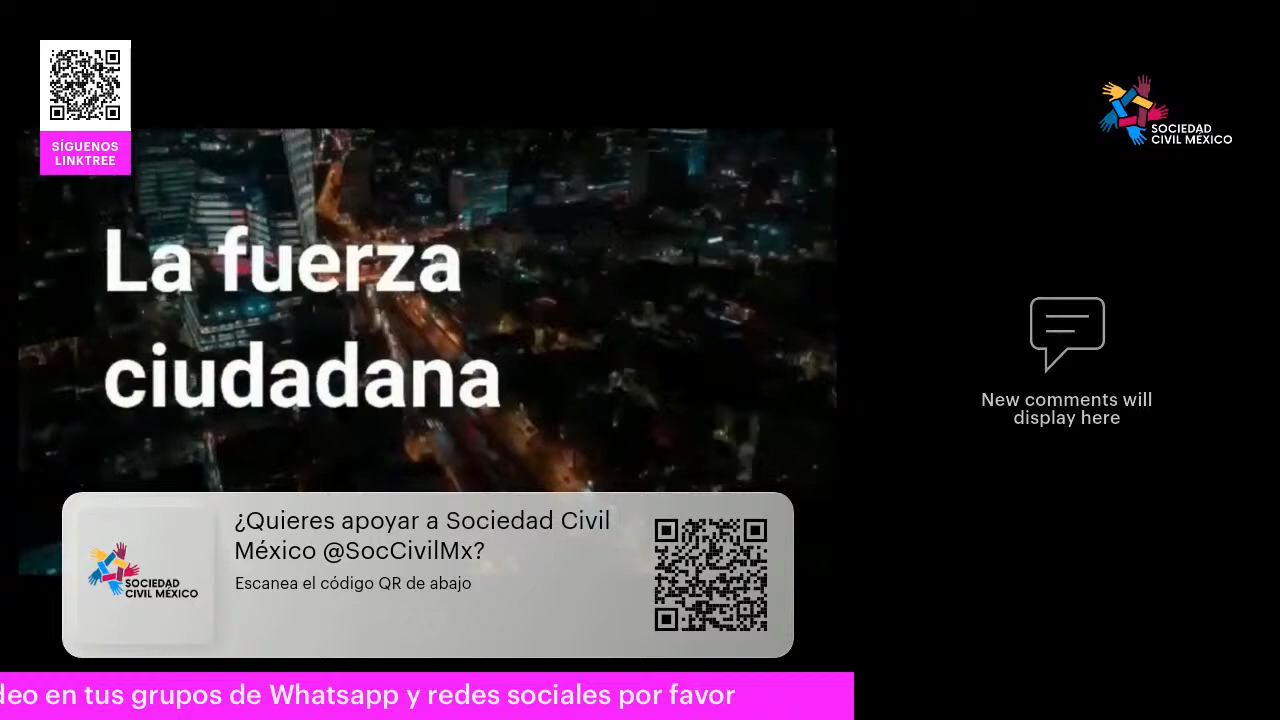 SÍGUENOS
LINKTREE
SOCIEDAD
CIVIL MÉXICO
La fuerza
ciudadana
New comments will
display here
¿Quieres apoyar a Sociedad Civil
México @SocCivilMx?
Escanea el código QR de abajo
SOCIEDAD
CIVIL MÉXICO
en tus grupos de Whatsapp y redes sociales por favor